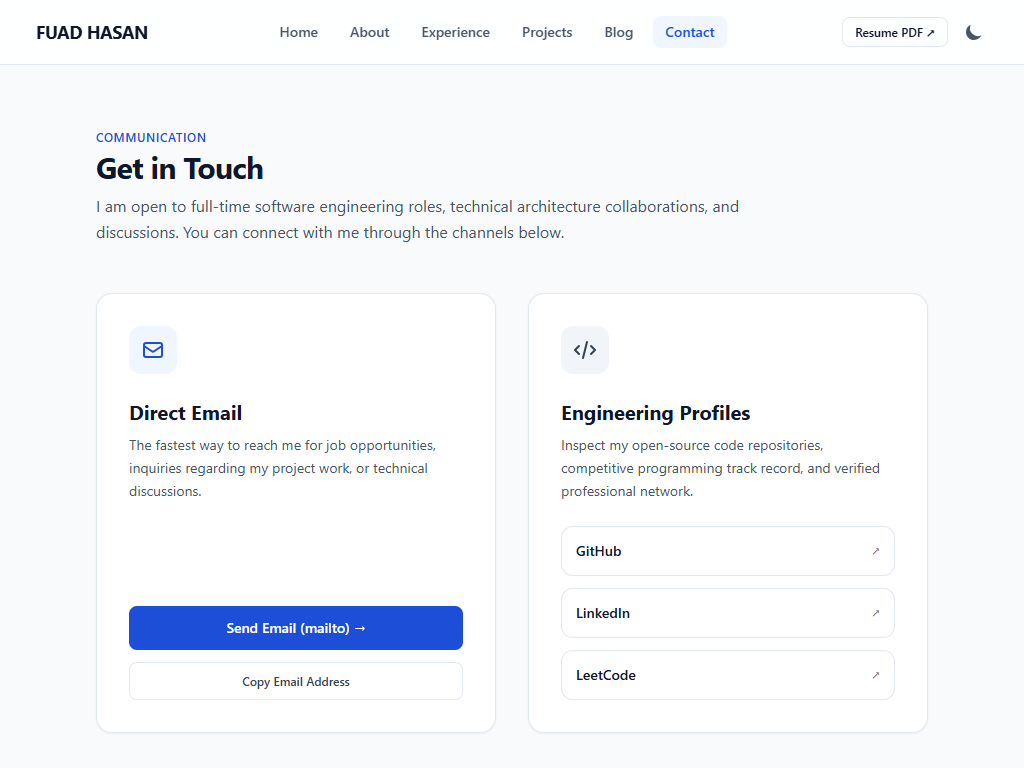 FUAD HASAN
Home
About
Experience
Projects
Blog
Contact
Resume PDF ↗
COMMUNICATION
Get in Touch
I am open to full-time software engineering roles, technical architecture collaborations, and
discussions. You can connect with me through the channels below.
Direct Email
The fastest way to reach me for job opportunities,
inquiries regarding my project work, or technical
discussions.
Send Email (mailto) →
Copy Email Address
Engineering Profiles
Inspect my open-source code repositories,
competitive programming track record, and verified
professional network.
GitHub ↗
LinkedIn ↗
LeetCode ↗